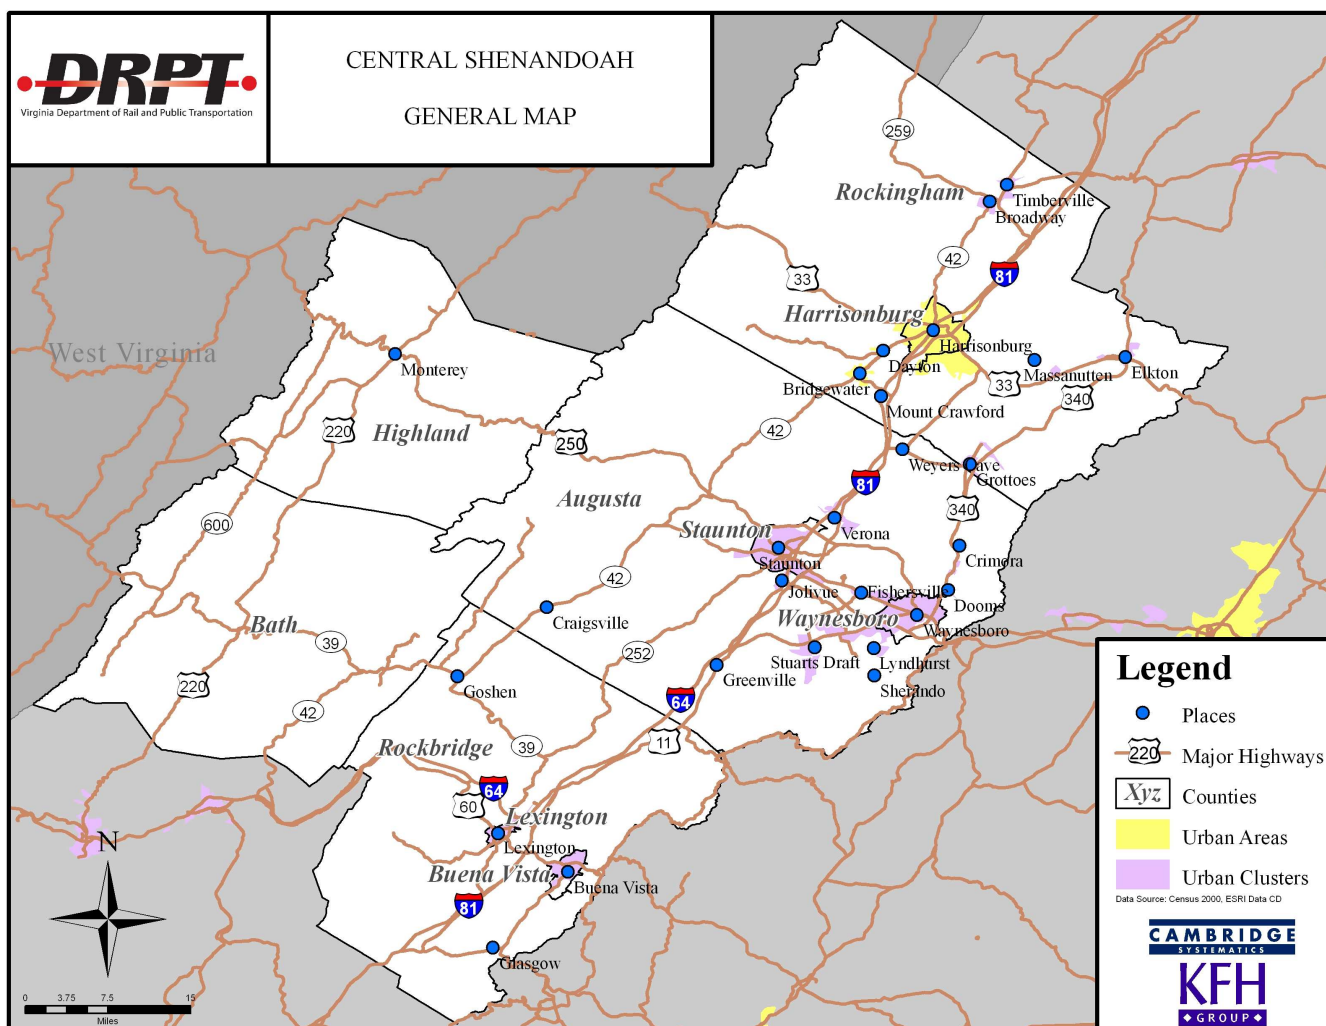 DRPT
Virginia Department of Rail and Public Transportation
CENTRAL SHENANDOAH
GENERAL MAP
259
Rockingham
Timberville
Broadway
42
81
33
Harrisonburg
Harrisonburg
West Virginia
Monterey
Dayton
Massanutten
Elkton
Bridgewater
33
340
Mount Crawford
220
Highland
42
250
Weyers Cave
Grottoes
81
Augusta
340
600
Staunton
Verona
Crimora
Staunton
42
Jolivue
Fishersville
Dooms
Craigsville
Waynesboro
Waynesboro
Bath
39
252
Stuarts Draft
Lyndhurst
Greenville
Sherando
220
Goshen
64
42
Rockbridge
39
11
64
60
Lexington
Lexington
Buena Vista
Buena Vista
81
Glasgow
N
0 3.75 7.5 15
Miles
Legend
Places
220 Major Highways
Xyz Counties
Urban Areas
Urban Clusters
Data Source: Census 2000, ESRI Data CD
CAMBRIDGE
SYSTEMATICS
KFH
GROUP